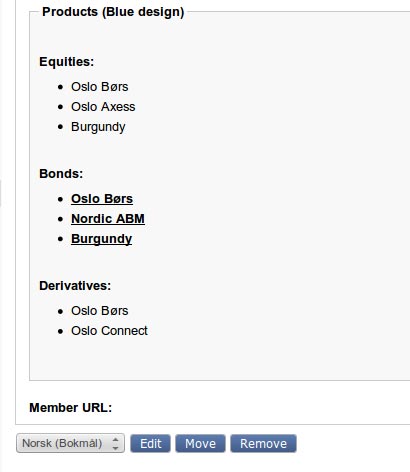 Products (Blue design)
Equities:
Oslo Børs
Oslo Axess
Burgundy
Bonds:
Oslo Børs
Nordic ABM
Burgundy
Derivatives:
Oslo Børs
Oslo Connect
Member URL:
Norsk (Bokmål) Edit Move Remove